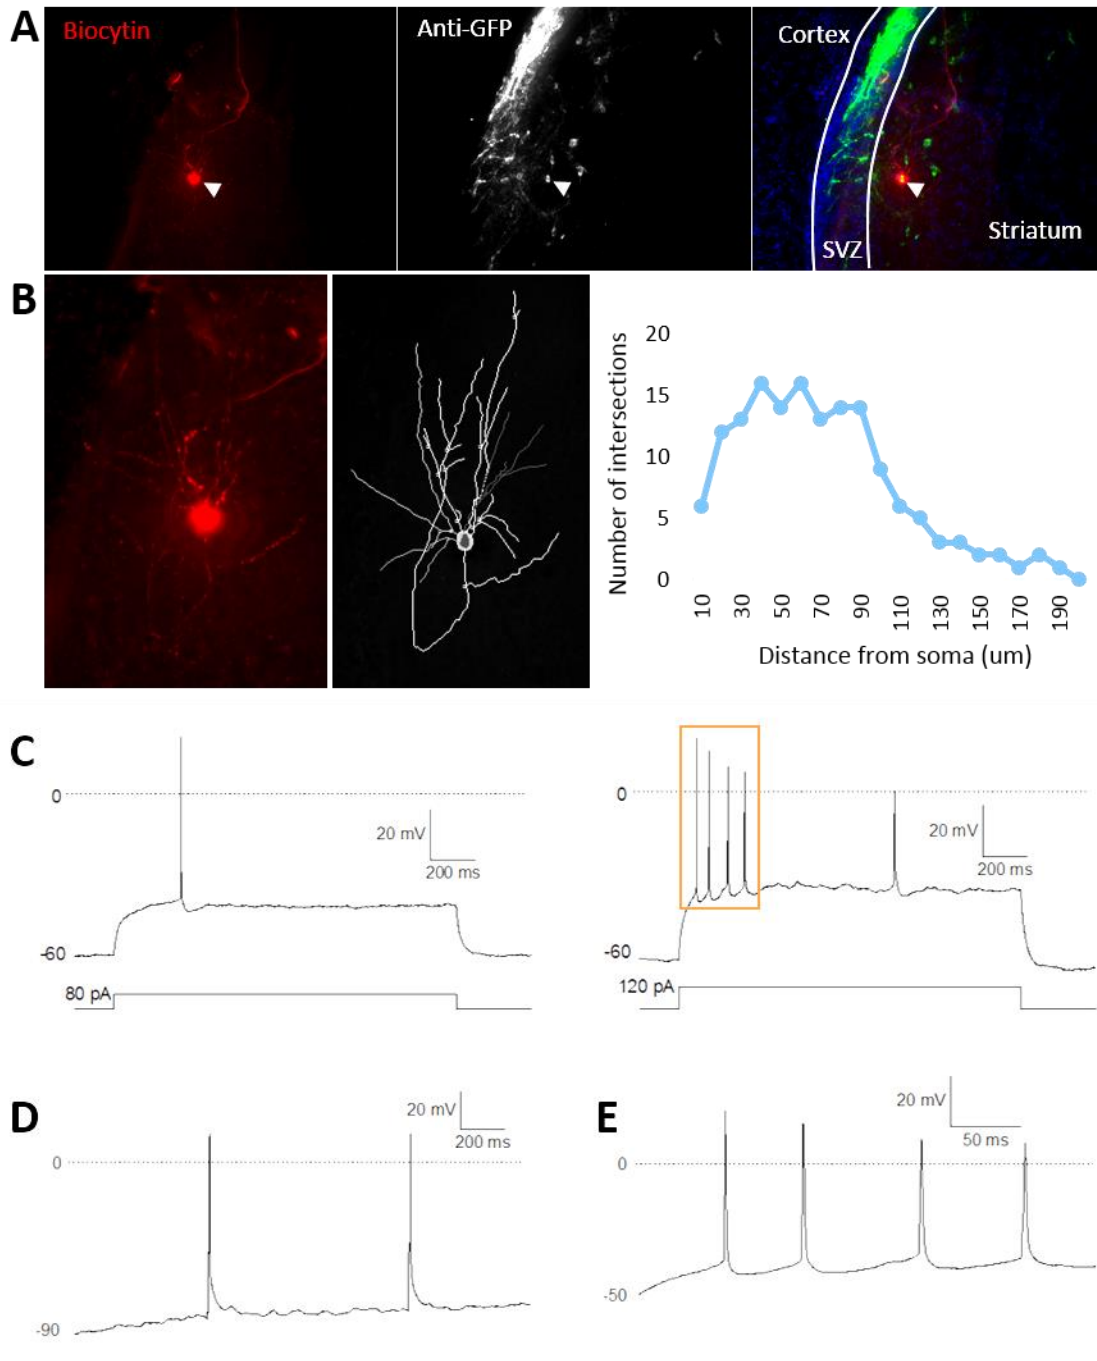 A
Biocytin
Anti-GFP
Cortex
SVZ
Striatum
B
Number of intersections
20
15
10
5
0
10 30 50 70 90 110 130 150 170 190
Distance from soma (um)
C
0
20 mV
200 ms
-60
80 pA
0
20 mV
200 ms
-60
120 pA
D
20 mV
200 ms
0
-90
E
20 mV
50 ms
0
-50